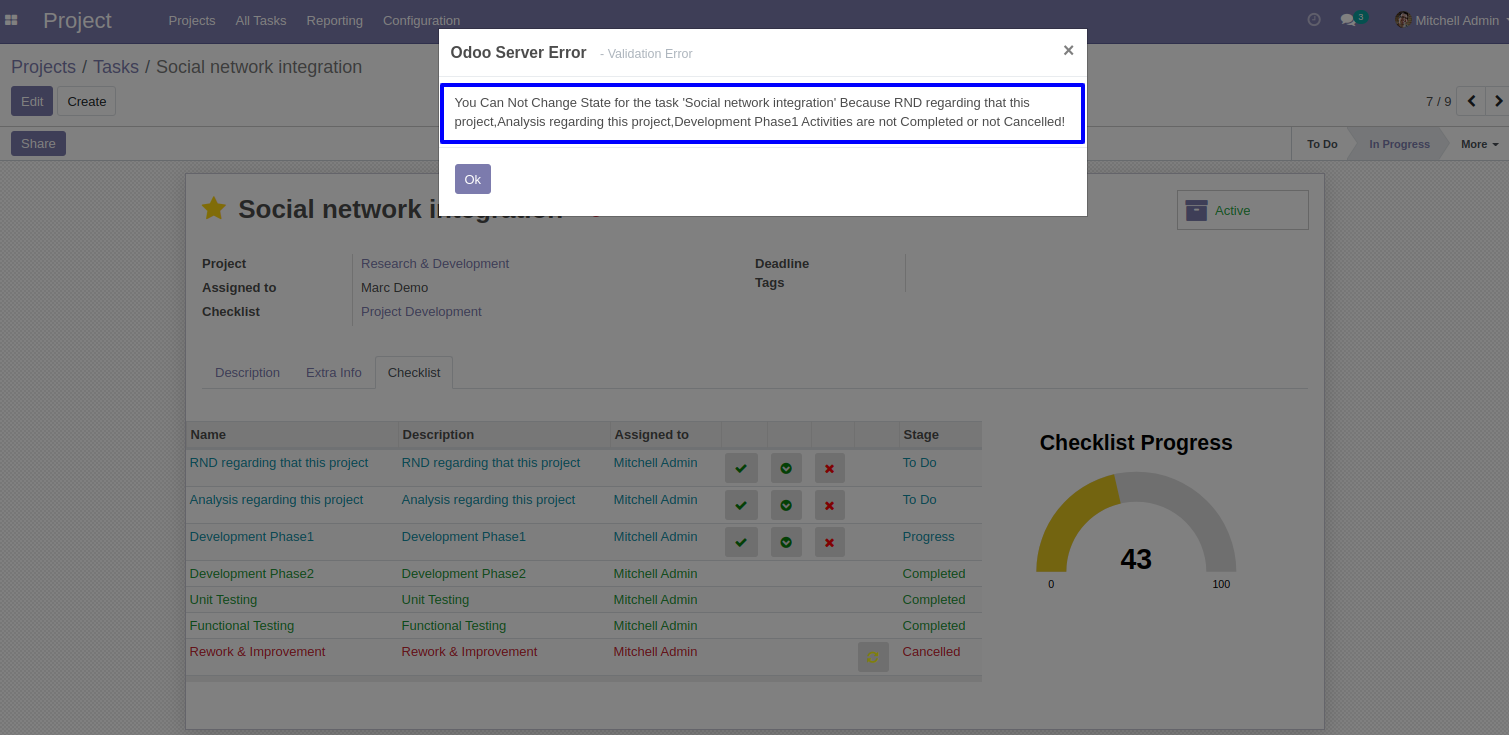 Project
Projects All Tasks Reporting Configuration
3
Mitchell Admin
Odoo Server Error - Validation Error ×
You Can Not Change State for the task 'Social network integration' Because RND regarding that this
project,Analysis regarding this project,Development Phase1 Activities are not Completed or not Cancelled!
Ok
Projects / Tasks / Social network integration
Edit Create
7 / 9
Share
To Do In Progress More
Social network integration
Active
Project Research & Development
Assigned to Marc Demo
Checklist Project Development
Deadline
Tags
Description Extra Info Checklist
Name Description Assigned to Stage
RND regarding that this project RND regarding that this project Mitchell Admin To Do
Analysis regarding this project Analysis regarding this project Mitchell Admin To Do
Development Phase1 Development Phase1 Mitchell Admin Progress
Development Phase2 Development Phase2 Mitchell Admin Completed
Unit Testing Unit Testing Mitchell Admin Completed
Functional Testing Functional Testing Mitchell Admin Completed
Rework & Improvement Rework & Improvement Mitchell Admin Cancelled
Checklist Progress
43
0 100